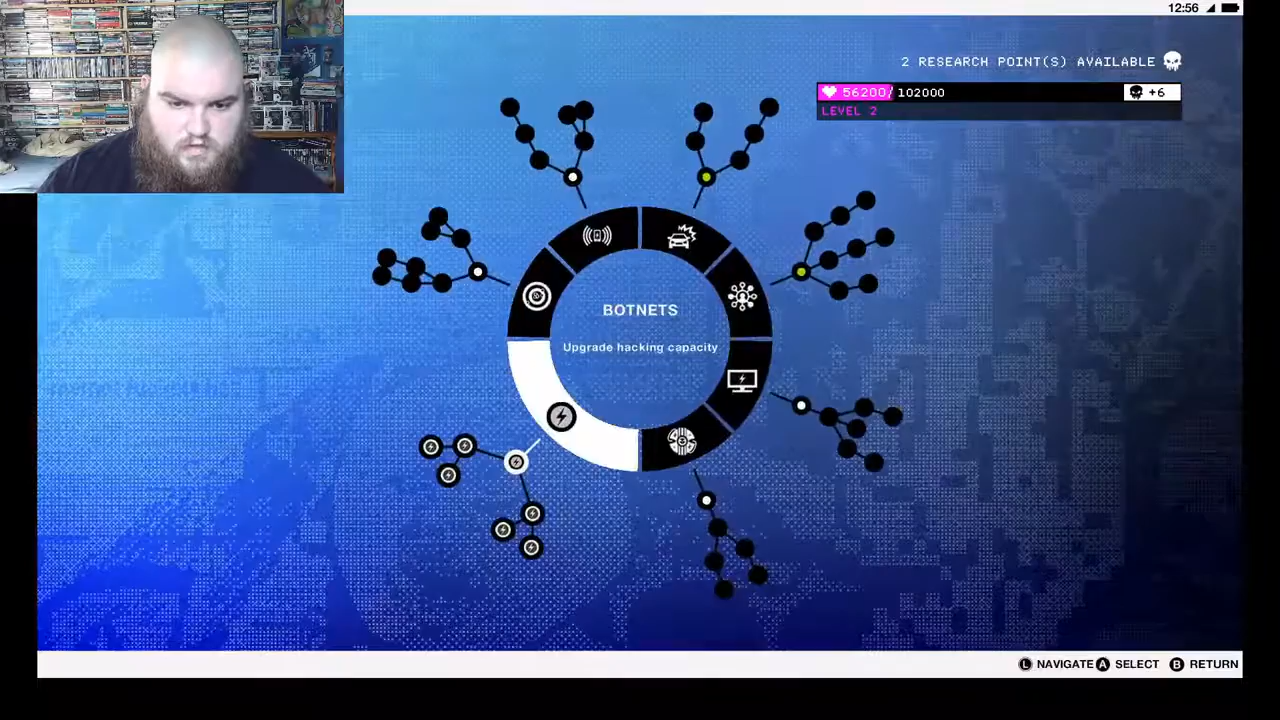 12:56
2 RESEARCH POINT(S) AVAILABLE
56200/ 102000
+6
LEVEL 2
BOTNETS
Upgrade hacking capacity
L NAVIGATE A SELECT B RETURN